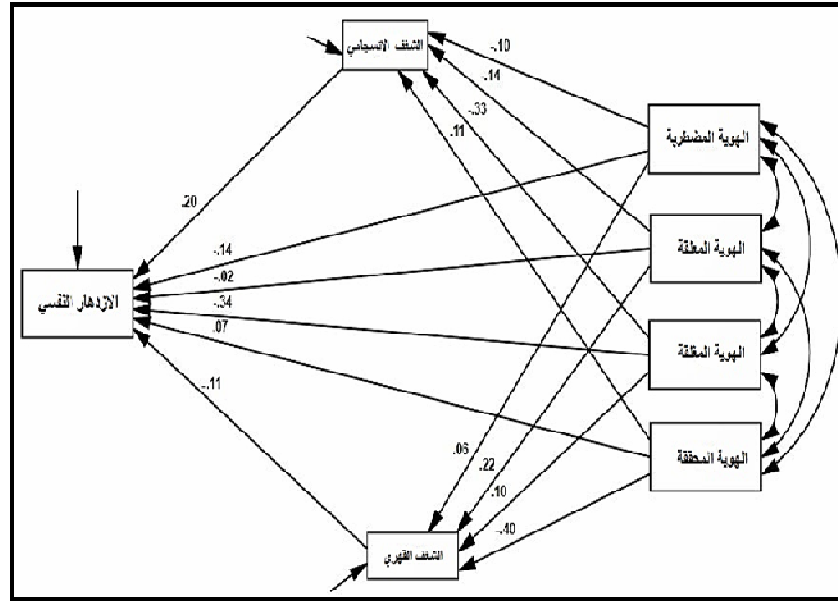 الشغف الانسجامي
-.10
-.14
-.33
.11
الهوية المضطربة
.20
-.14
الهوية المعلقة
-.02
الازدهار النفسي
-.34
.07
الهوية المغلقة
-.11
الهوية المحققة
.06
.22
.10
-.40
الشغف القهري